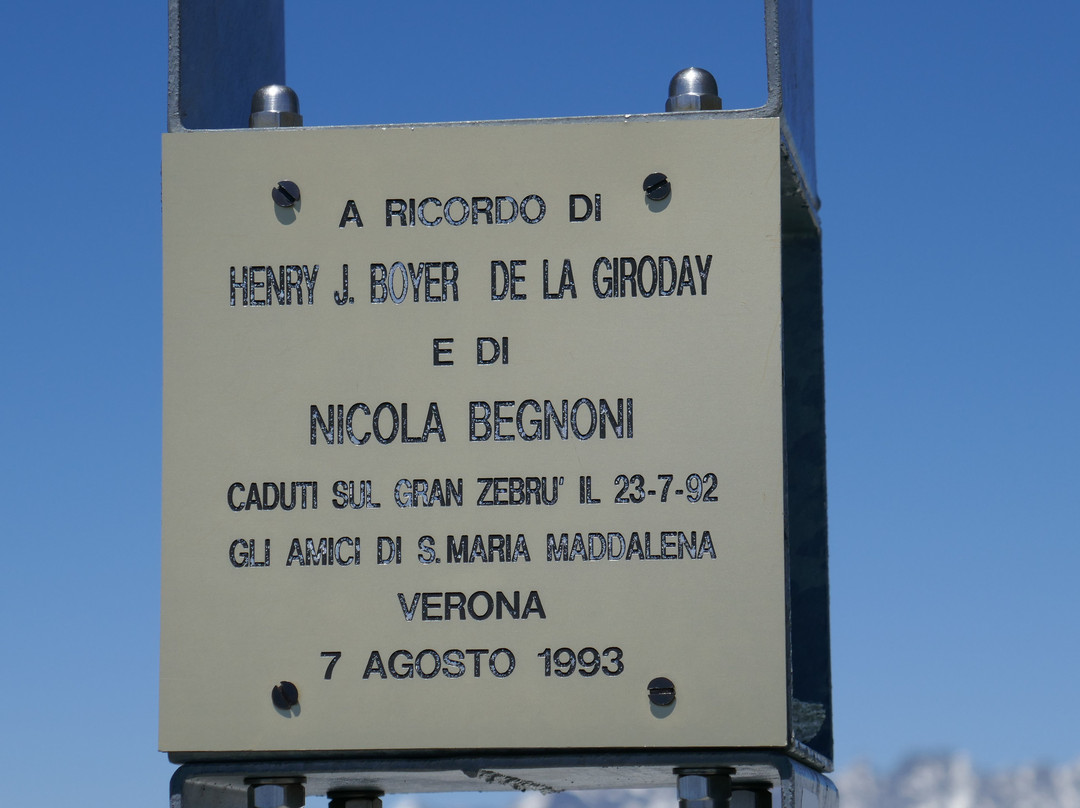 A RICORDO DI
HENRY J. BOYER DE LA GIRODAY
E DI
NICOLA BEGNONI
CADUTI SUL GRAN ZEBRU' IL 23-7-92
GLI AMICI DI S.MARIA MADDALENA
VERONA
7 AGOSTO 1993